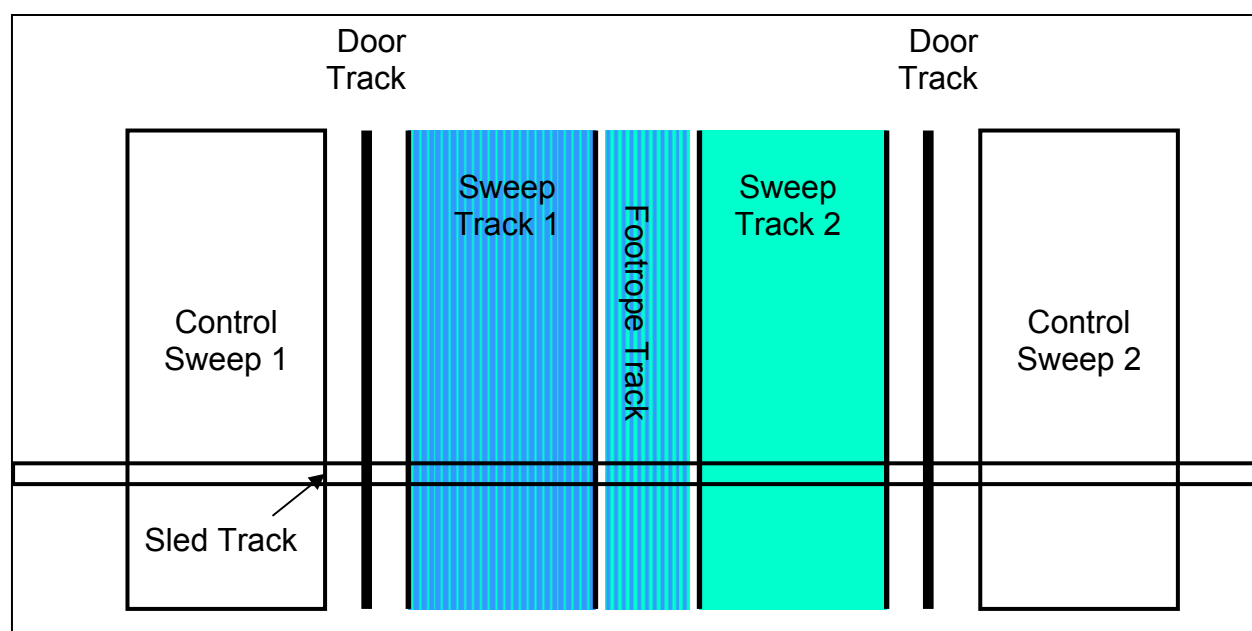 Door
Track
Door
Track
Sweep
Track 1
Footrope Track
Sweep
Track 2
Control
Sweep 1
Control
Sweep 2
Sled Track